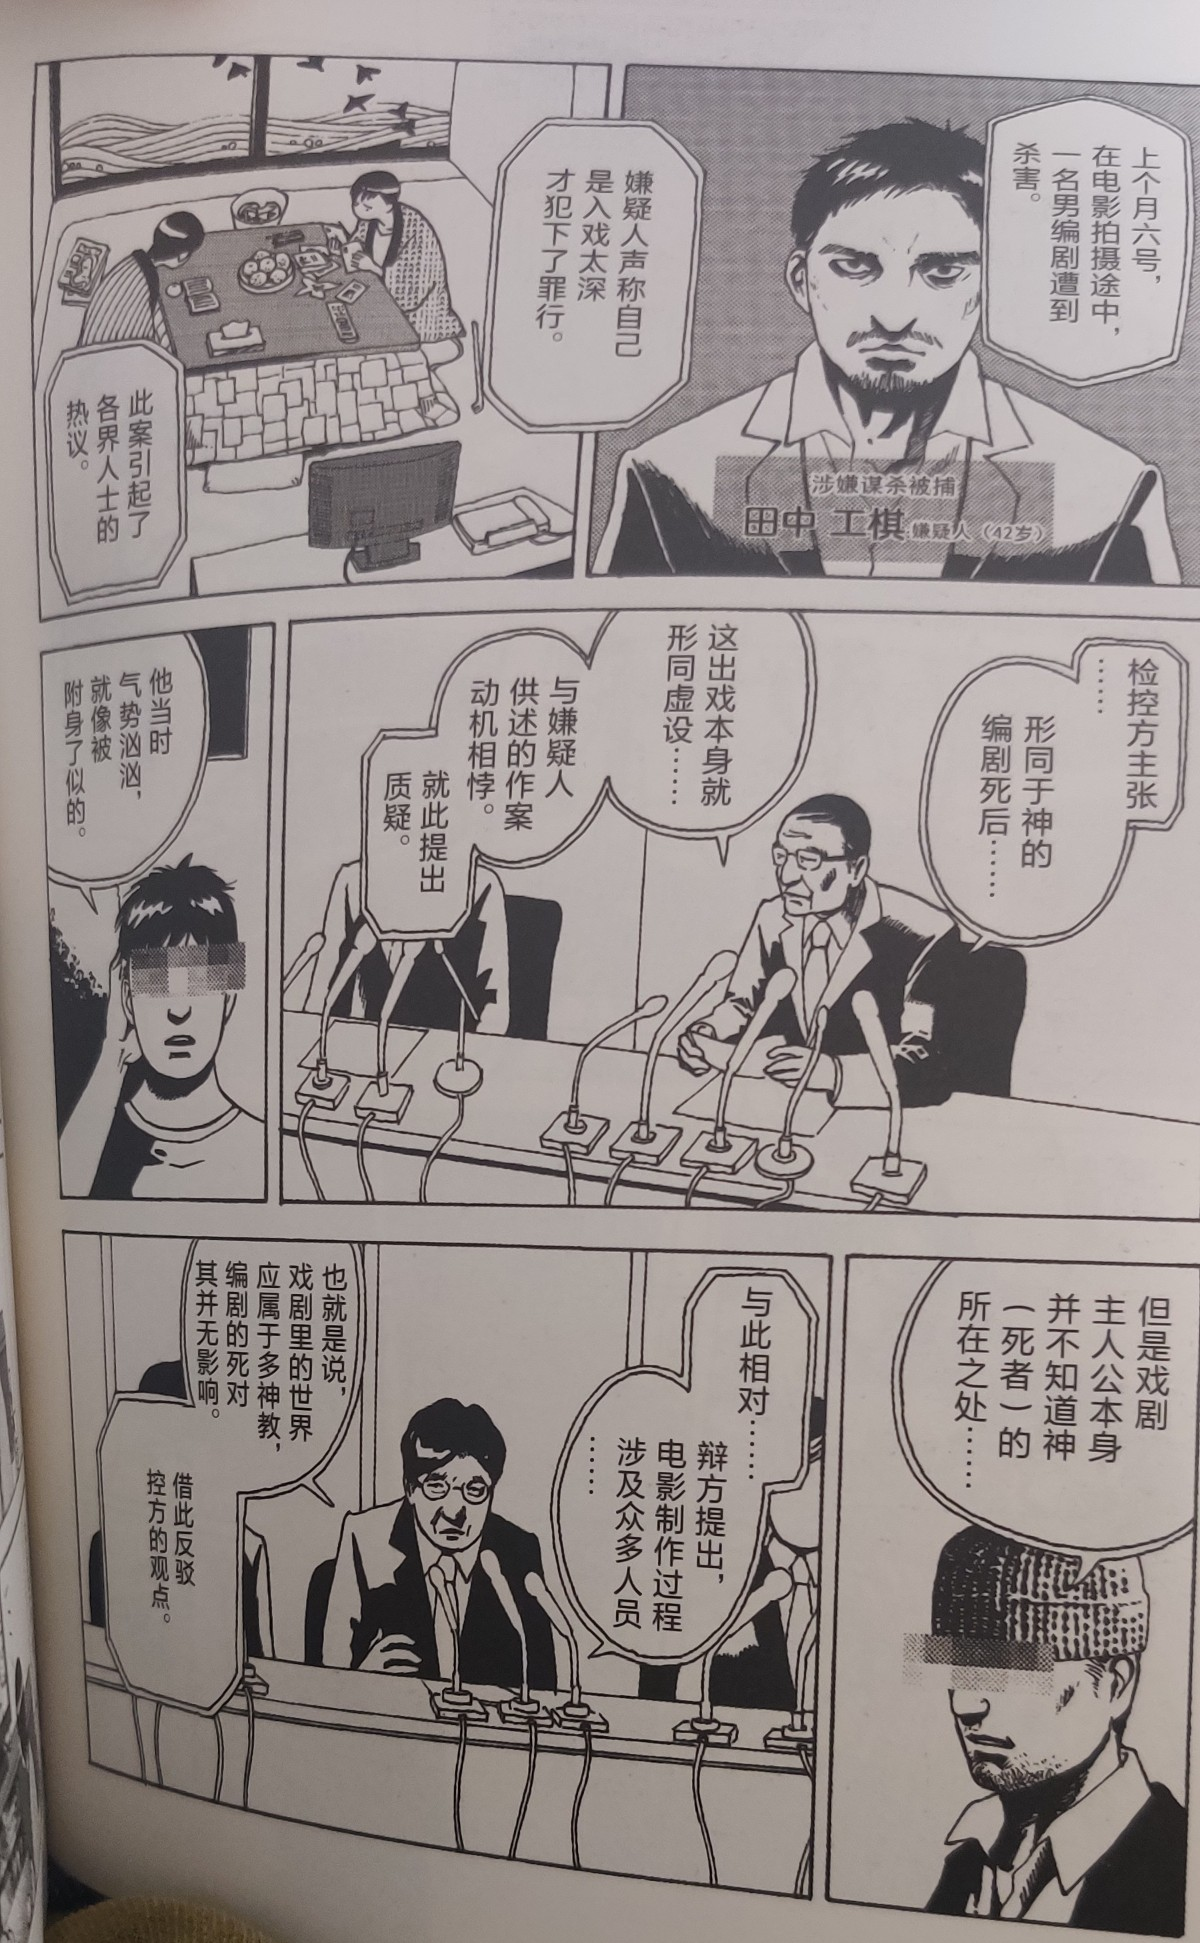 上个月六号，
在电影拍摄途中，
一名男编剧遭到
杀害。
涉嫌谋杀被捕
田中 工棋 嫌疑人（42岁）
嫌疑人声称自己
是入戏太深
才犯下了罪行。
此案引起了
各界人士的
热议。
检控方主张
……
形同于神的
编剧死后……
这出戏本身就
形同虚设……
与嫌疑人
供述的作案
动机相悖。
就此提出
质疑。
他当时
气势汹汹，
就像被
附身了似的。
但是戏剧
主人公本身
并不知道神
（死者）的
所在之处……
与此相对……
辩方提出，
电影制作过程
涉及众多人员
……
也就是说，
戏剧里的世界
应属于多神教，
编剧的死对
其并无影响。
借此反驳
控方的观点。